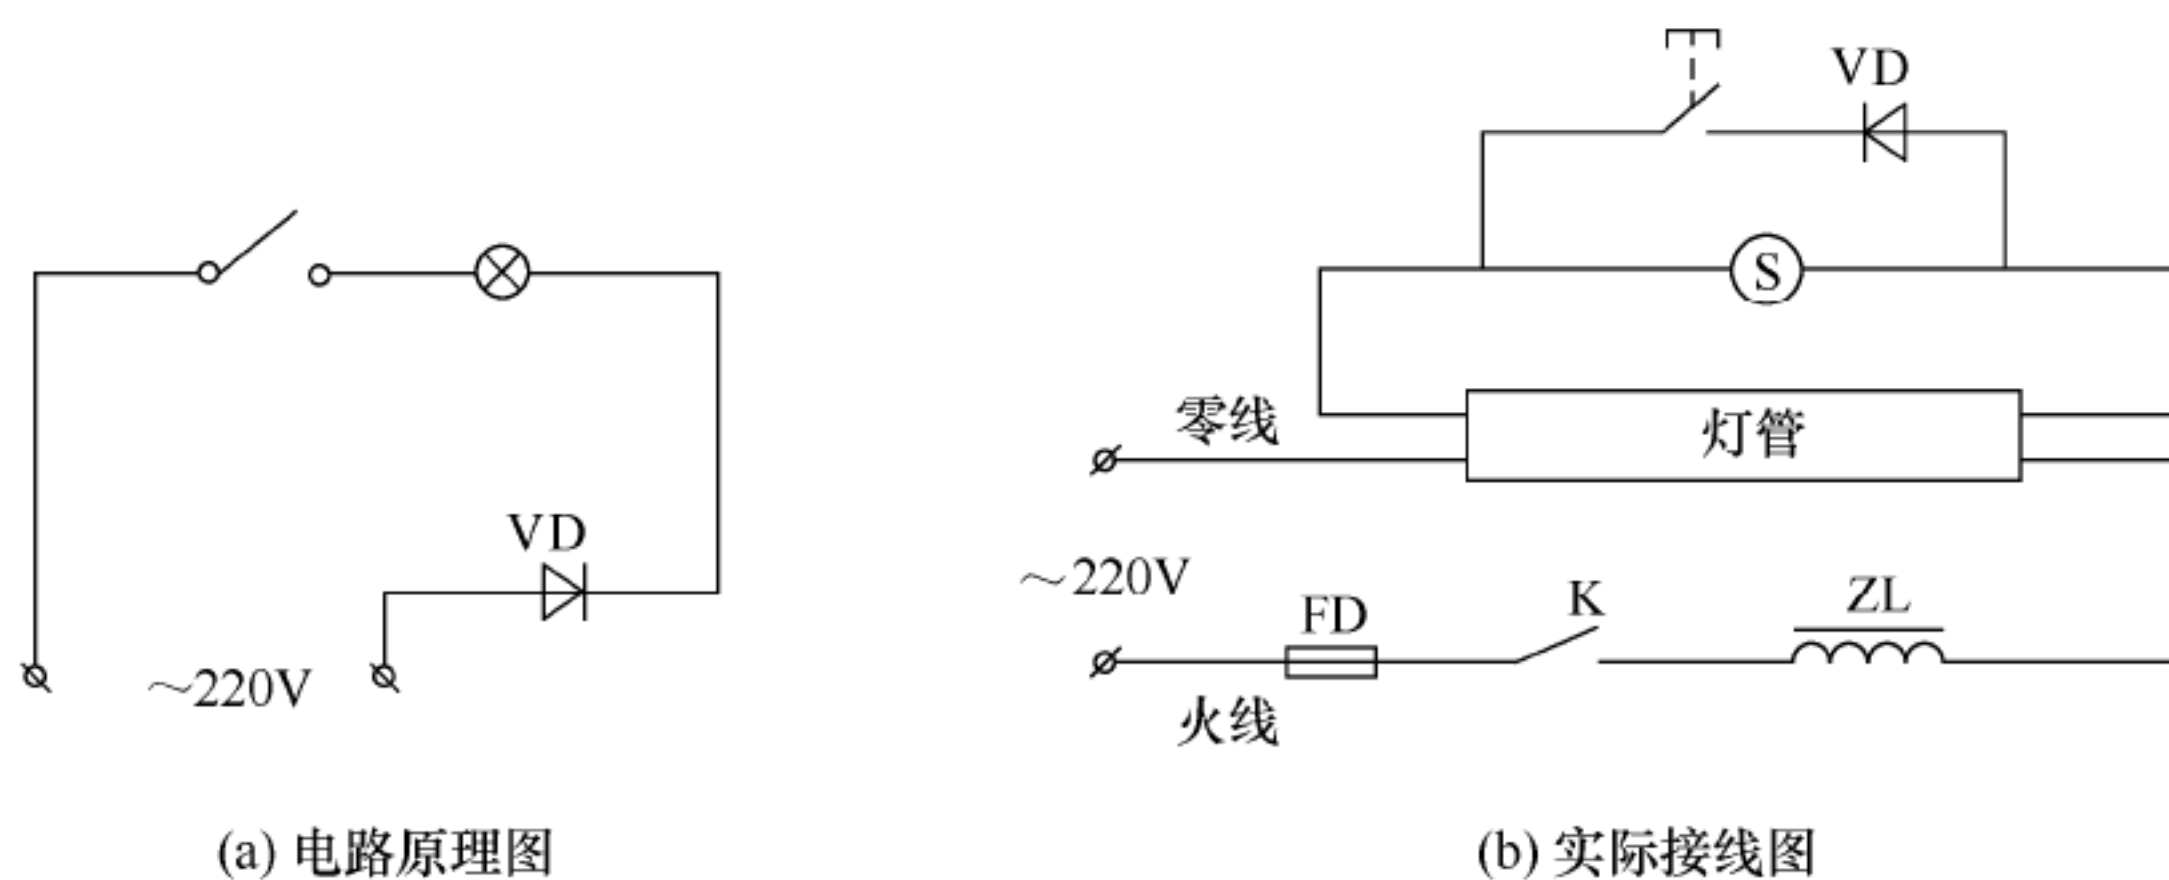 VD
～220V
(a) 电路原理图
VD
S
零线
灯管
～220V
FD
K
ZL
火线
(b) 实际接线图